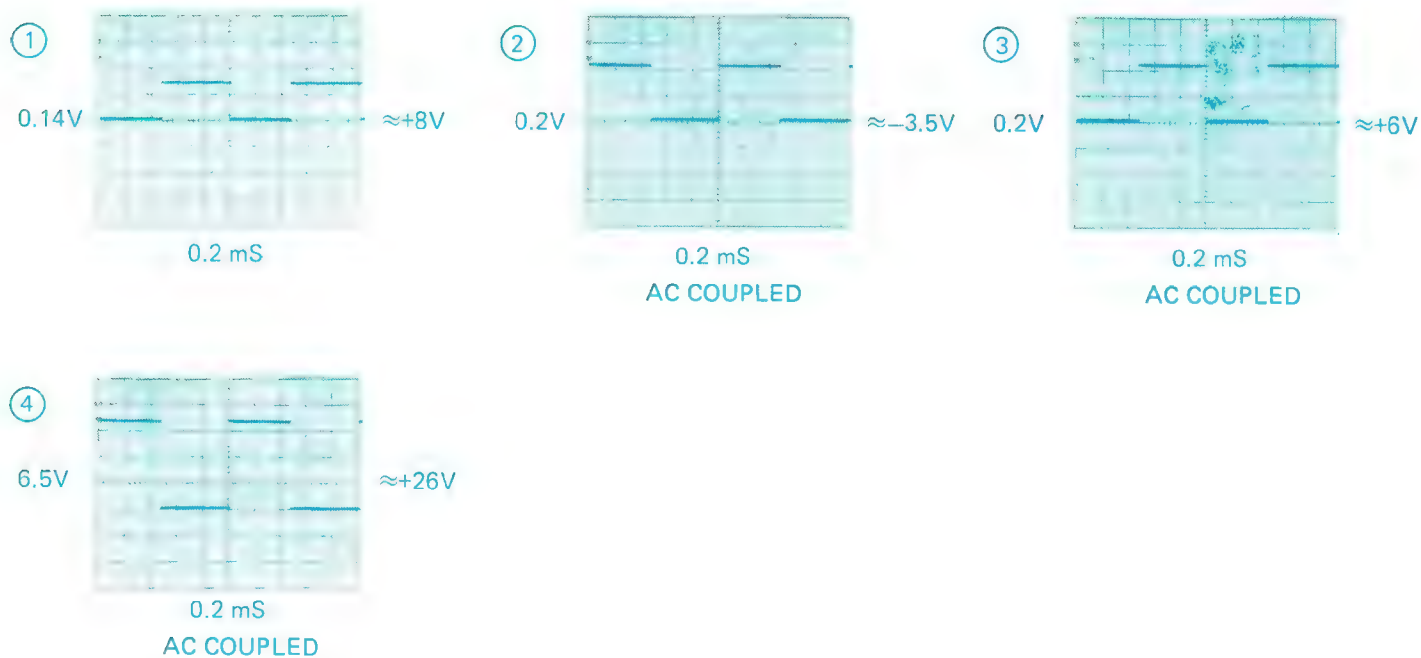 1
0.14V
≈+8V
0.2 mS
2
0.2V
≈−3.5V
0.2 mS
AC COUPLED
3
0.2V
≈+6V
0.2 mS
AC COUPLED
4
6.5V
≈+26V
0.2 mS
AC COUPLED